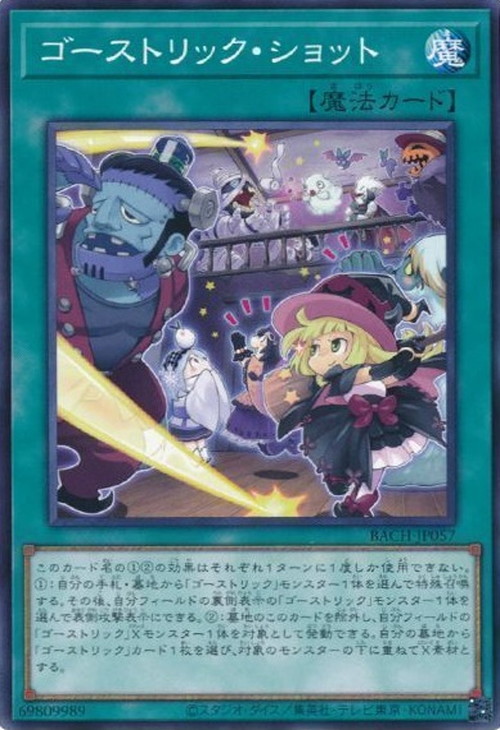 ゴーストリック・ショット
魔
【魔法カード】
BACH-JP057
このカード名の①②の効果はそれぞれ1ターンに1度しか使用できない。
①:自分の手札・墓地から「ゴーストリック」モンスター1体を選んで特殊召喚
する。その後、自分フィールドの裏側表示の「ゴーストリック」モンスター1体を
選んで表側攻撃表示にできる。②:墓地のこのカードを除外し、自分フィールドの
「ゴーストリック」Xモンスター1体を対象として発動できる。自分の墓地から
「ゴーストリック」カード1枚を選び、対象のモンスターの下に重ねてX素材と
する。
69809989
©スタジオ・ダイス/集英社・テレビ東京・KONAMI